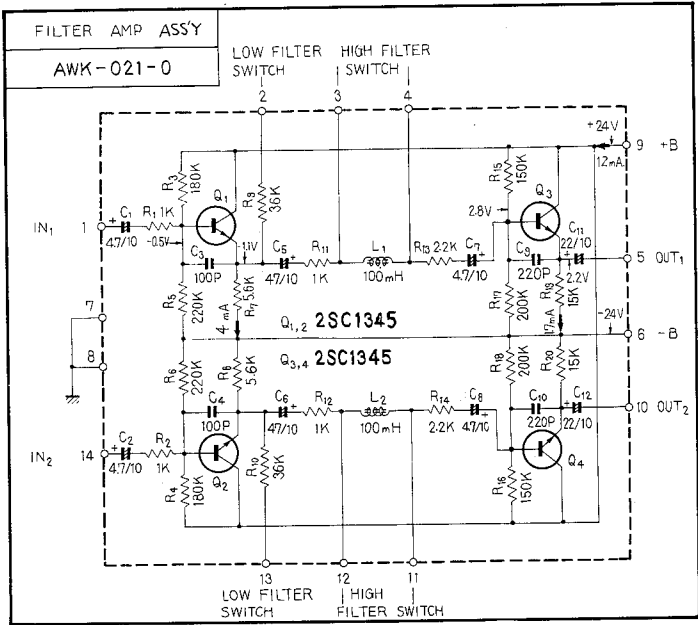 FILTER AMP ASS'Y
AWK-021-0
LOW FILTER SWITCH
HIGH FILTER SWITCH
2
3
4
+24V
9 +B
12mA
R3 180K
Q1
R9 36K
R15 150K
Q3
2.8V
IN1
1
+ C1 4.7/10
R1 1K
-0.5V
C3 100P
-1.1V
C5 + 47/10
R11 1K
L1 100mH
R13 2.2K
C7 + 4.7/10
C9 220P
C11 22/10
+
2.2V
5 OUT1
R5 220K
R7 5.6K
4mA
Q1,2 2SC1345
R17 200K
R19 15K
1.7mA
-24V
7
6 -B
8
Q3,4 2SC1345
R6 220K
R8 5.6K
R18 200K
R20 15K
C4 100P
C6 + 47/10
R12 1K
L2 100mH
R14 2.2K
C8 4.7/10 +
C10 220P
+ C12 22/10
10 OUT2
IN2
14
+ C2 4.7/10
R2 1K
R4 180K
Q2
R10 36K
R16 150K
Q4
13
12
11
LOW FILTER SWITCH
HIGH FILTER SWITCH